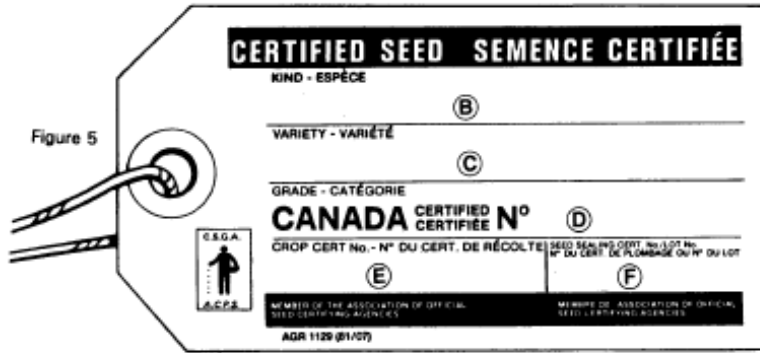 CERTIFIED SEED SEMENCE CERTIFIÉE
KIND - ESPÈCE
B
Figure 5
VARIETY - VARIÉTÉ
C
GRADE - CATÉGORIE
CANADA CERTIFIED CERTIFIÉE Nº D
C.S.G.A.
CROP CERT No. - Nº DU CERT. DE RÉCOLTE
SEED SEALING CERT. No./LOT No.
Nº DU CERT. DE PLOMBAGE OU Nº DU LOT
E F
A.C.P.S.
MEMBER OF THE ASSOCIATION OF OFFICIAL
SEED CERTIFYING AGENCIES
MEMBRE DE ASSOCIATION OF OFFICIAL
SEED CERTIFYING AGENCIES
AGR 1129 (81/07)